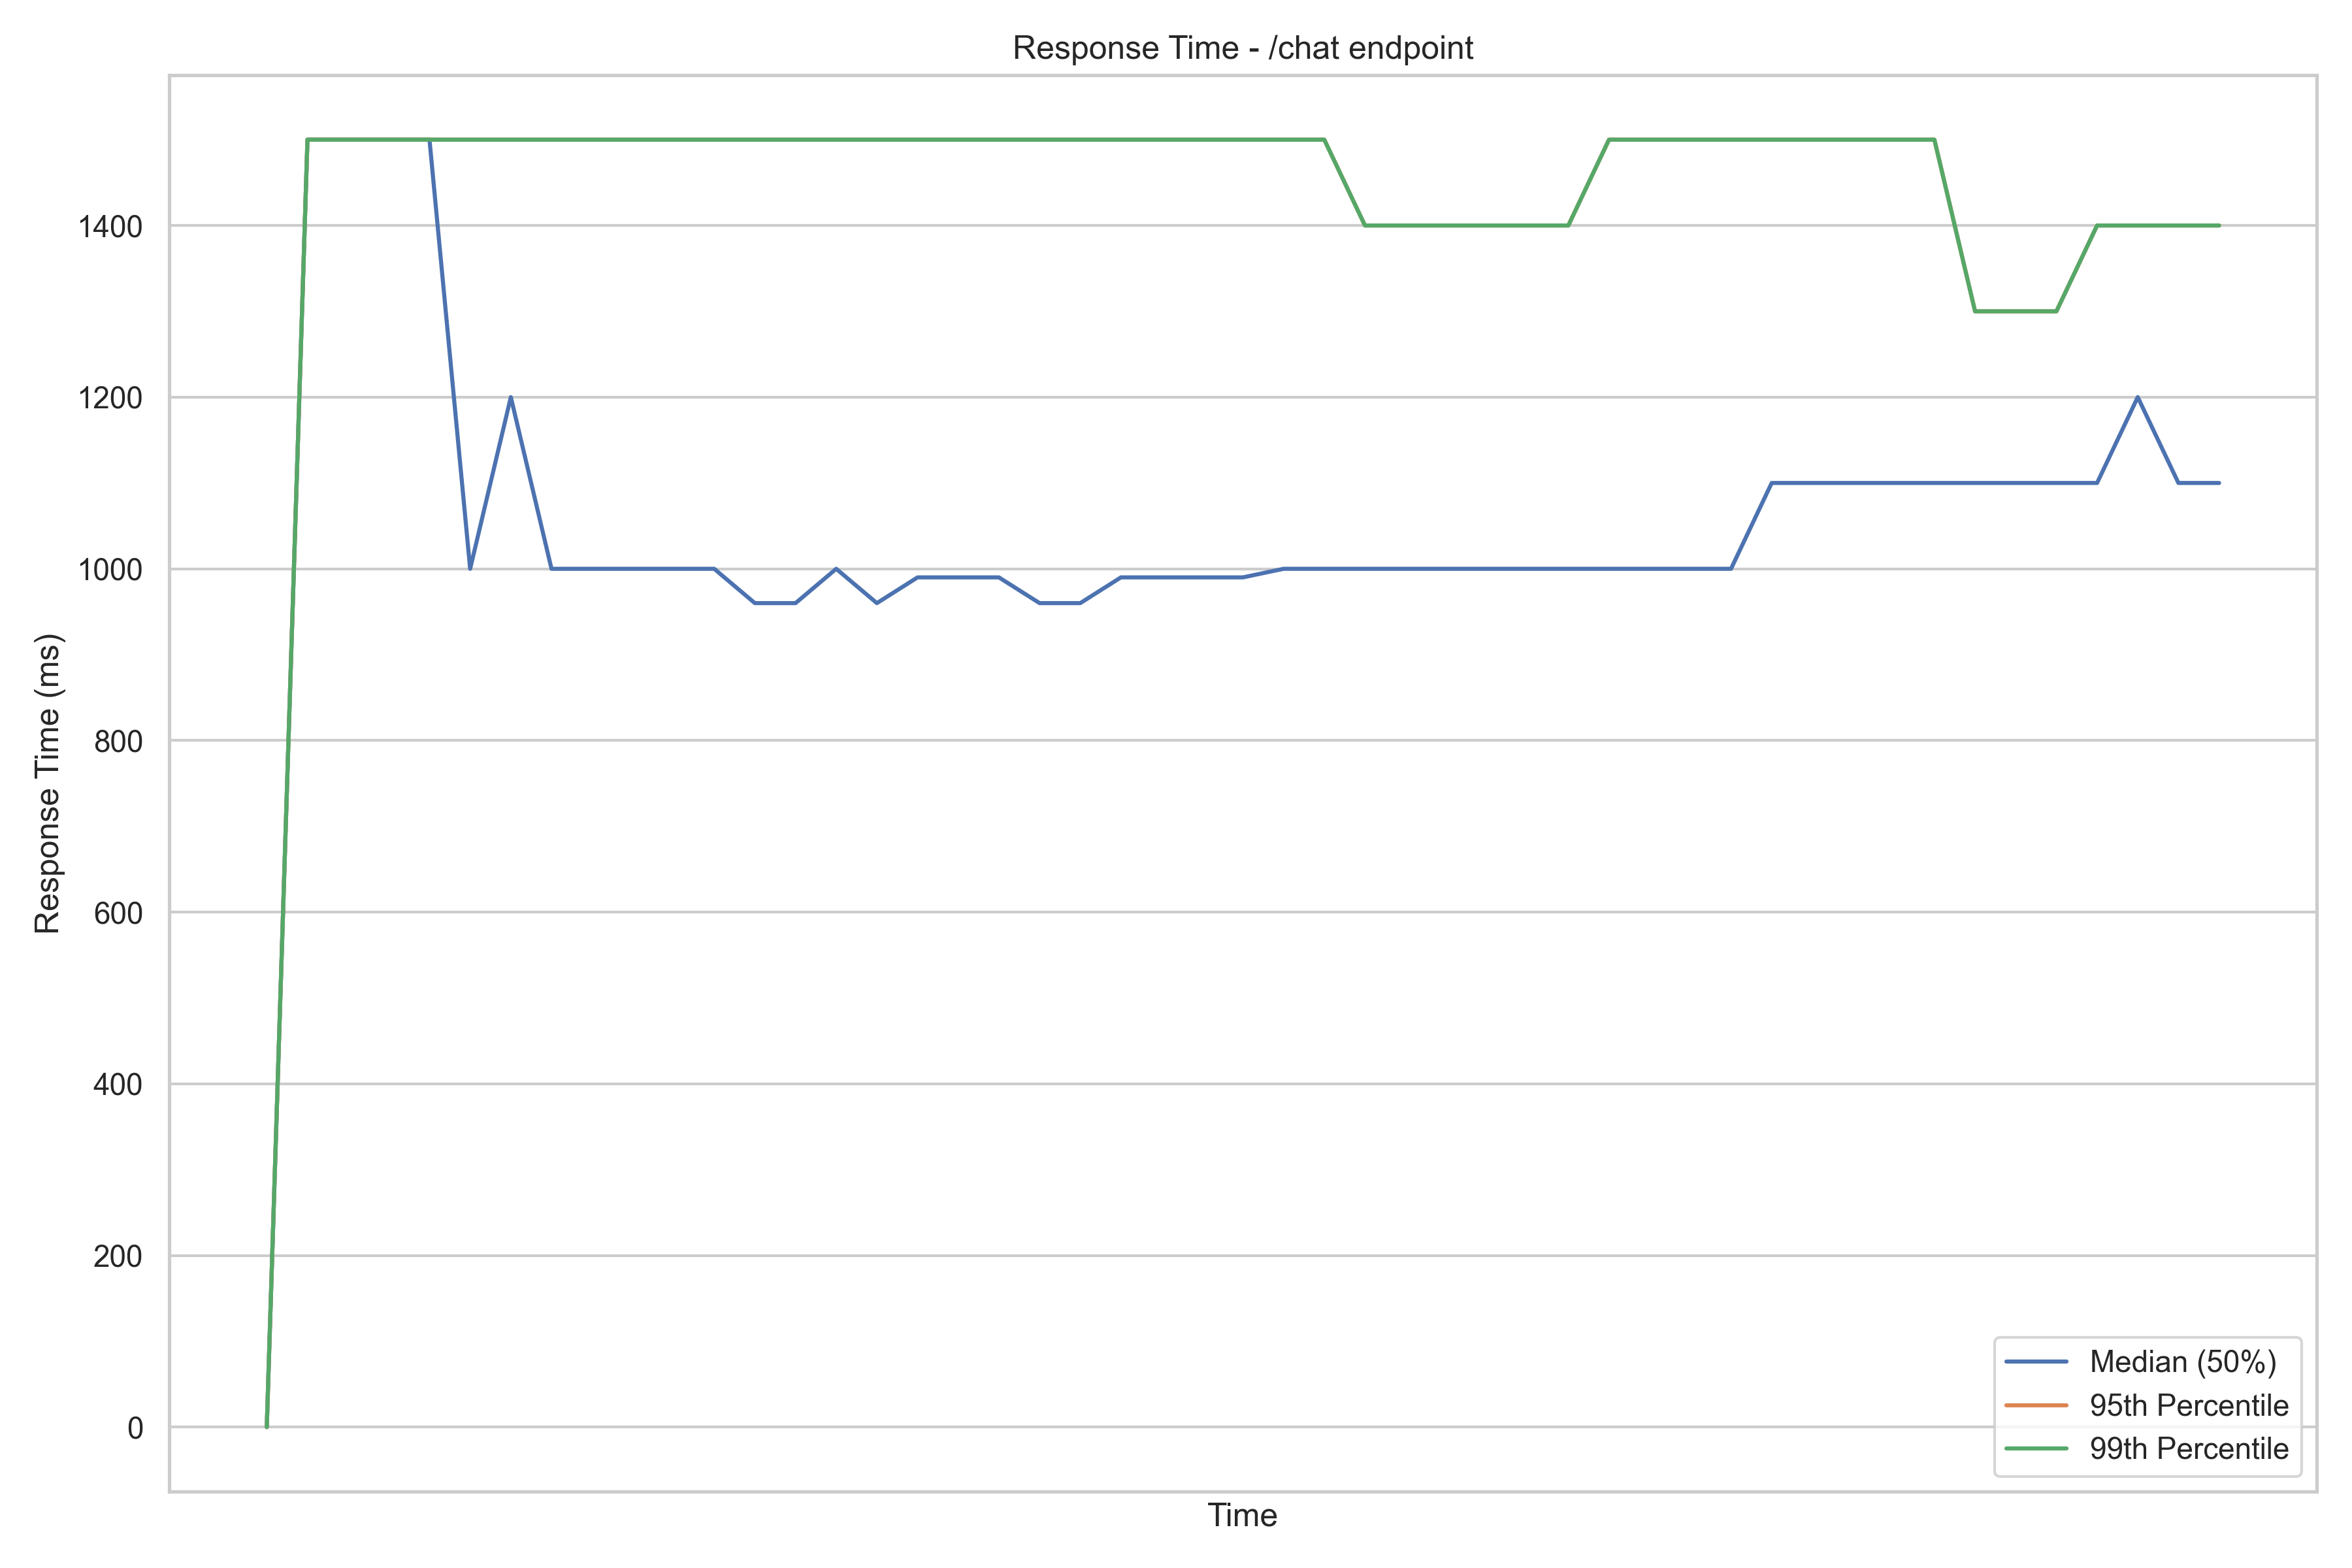 Response Time - /chat endpoint
Response Time (ms)
1400
1200
1000
800
600
400
200
0
Median (50%)
95th Percentile
99th Percentile
Time